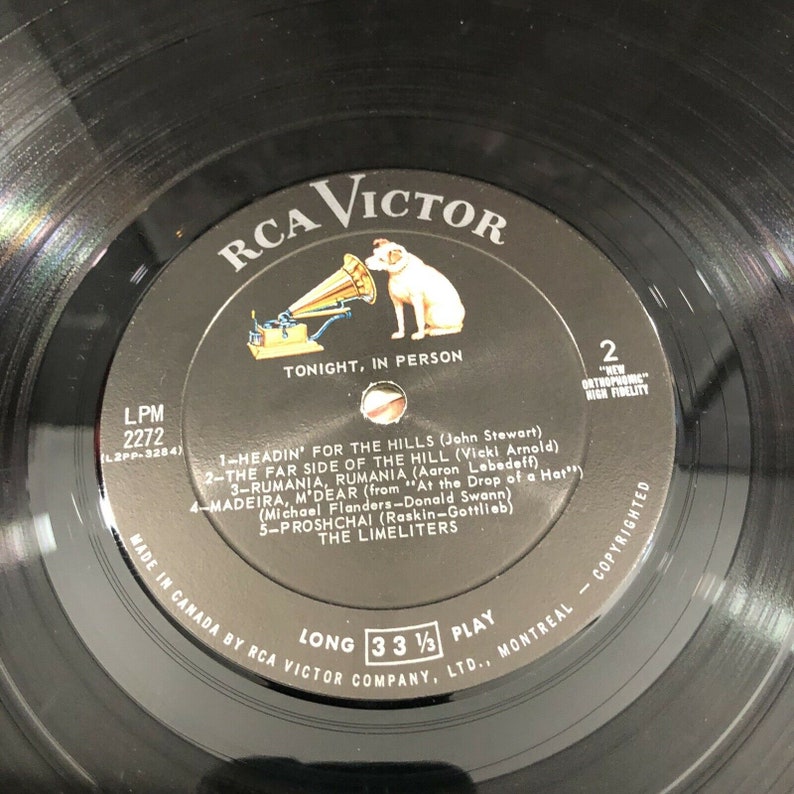 RCA VICTOR
TONIGHT, IN PERSON
LPM
2272
(L2PP-3284)
2
"NEW
ORTHOPHONIC"
HIGH FIDELITY
1—HEADIN' FOR THE HILLS (John Stewart)
2—THE FAR SIDE OF THE HILL (Vicki Arnold)
3—RUMANIA, RUMANIA (Aaron Lebedeff)
4—MADEIRA, M'DEAR (from "At the Drop of a Hat")
(Michael Flanders—Donald Swann)
5—PROSHCHAI (Raskin-Gottlieb)
THE LIMELITERS
LONG 33 1/3 PLAY
MADE IN CANADA BY RCA VICTOR COMPANY, LTD., MONTREAL — COPYRIGHTED